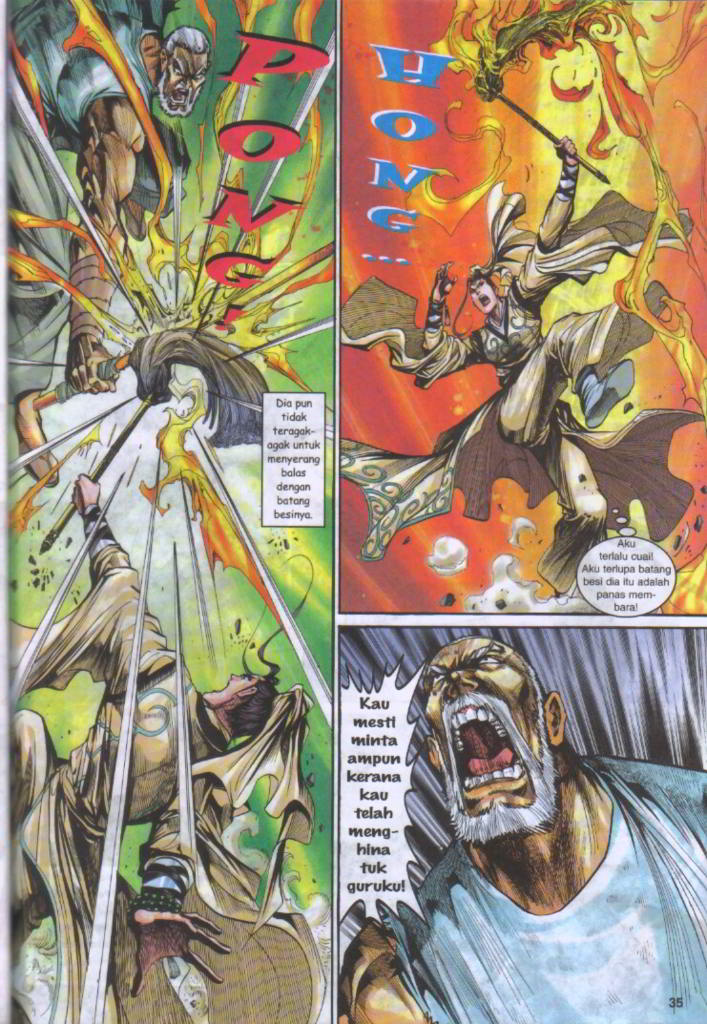 PONG!
Dia pun
tidak
teragak-
agak untuk
menyerang
balas
dengan
batang
besinya.
HONG...
Aku
terlalu cuai!
Aku terlupa batang
besi dia itu adalah
panas mem-
bara!
Kau
mesti
minta
ampun
kerana
kau
telah
meng-
hina
tuk
guruku!
35